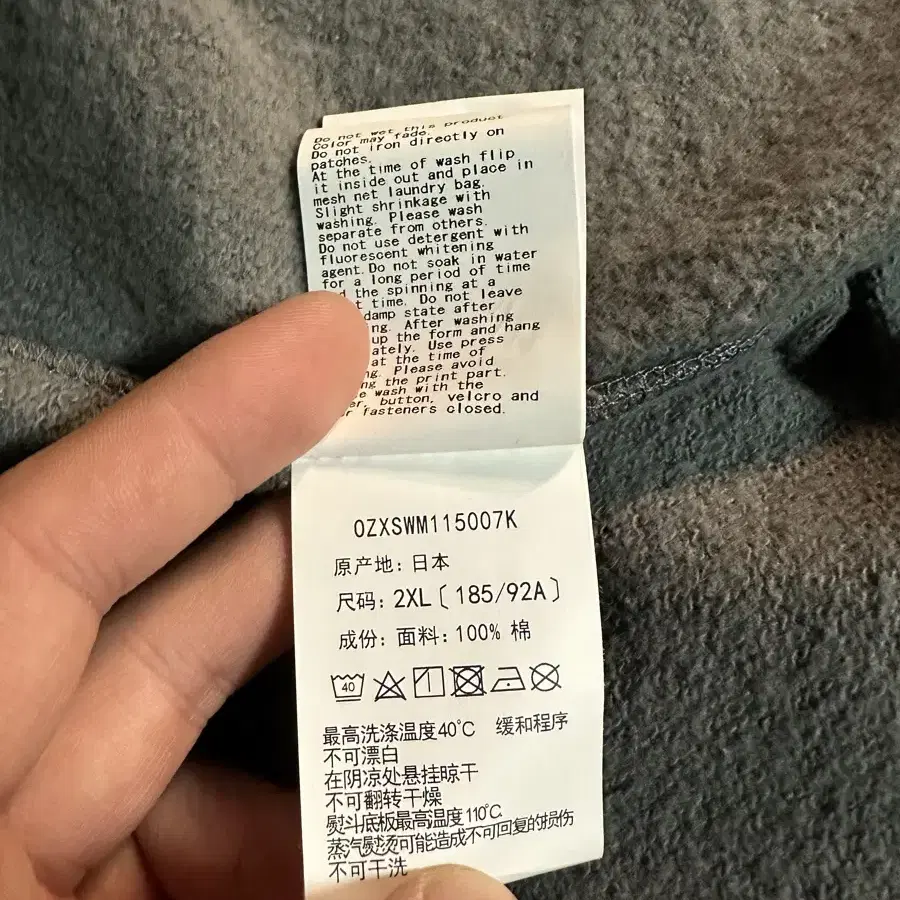 Do not wet this product
Color may fade.
Do not iron directly on
patches.
At the time of wash flip
it inside out and place in
mesh net laundry bag.
Slight shrinkage with
washing. Please wash
separate from others.
Do not use detergent with
fluorescent whitening
agent. Do not soak in water
for a long period of time
the spinning at a
time. Do not leave
damp state after
After washing
up the form and hang
Use press
at the time of
Please avoid
the print part.
wash with the
button, velcro and
fasteners closed.
OZXSWM115007K
原产地: 日本
尺码: 2XL〔185/92A〕
成份: 面料: 100% 棉
40
最高洗涤温度40℃ 缓和程序
不可漂白
在阴凉处悬挂晾干
不可翻转干燥
熨斗底板最高温度110℃
蒸汽熨烫可能造成不可回复的损伤
不可干洗